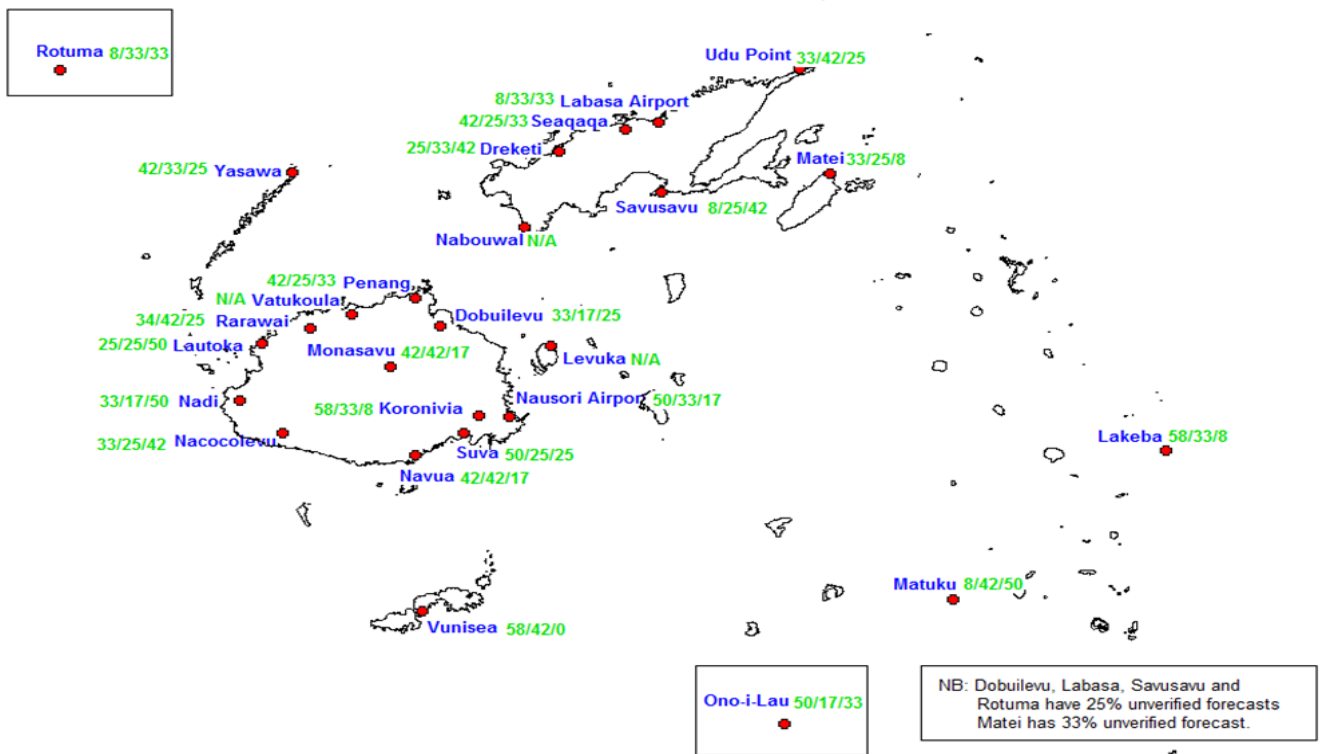 Rotuma 8/33/33
Udu Point 33/42/25
8/33/33 Labasa Airport
42/25/33 Seaqaqa
25/33/42 Dreketi
Matei 33/25/8
42/33/25 Yasawa
Savusavu 8/25/42
Nabouwal N/A
42/25/33 Penang
N/A Vatukoula
34/42/25 Rarawai
Dobuilevu 33/17/25
25/25/50 Lautoka
Monasavu 42/42/17
Levuka N/A
33/17/50 Nadi
58/33/8 Koronivia
Nausori Airpor 50/33/17
33/25/42 Nacocolevu
Suva 50/25/25
Lakeba 58/33/8
Navua 42/42/17
Matuku 8/42/50
Vunisea 58/42/0
Ono-i-Lau 50/17/33
NB: Dobuilevu, Labasa, Savusavu and
Rotuma have 25% unverified forecasts
Matei has 33% unverified forecast.